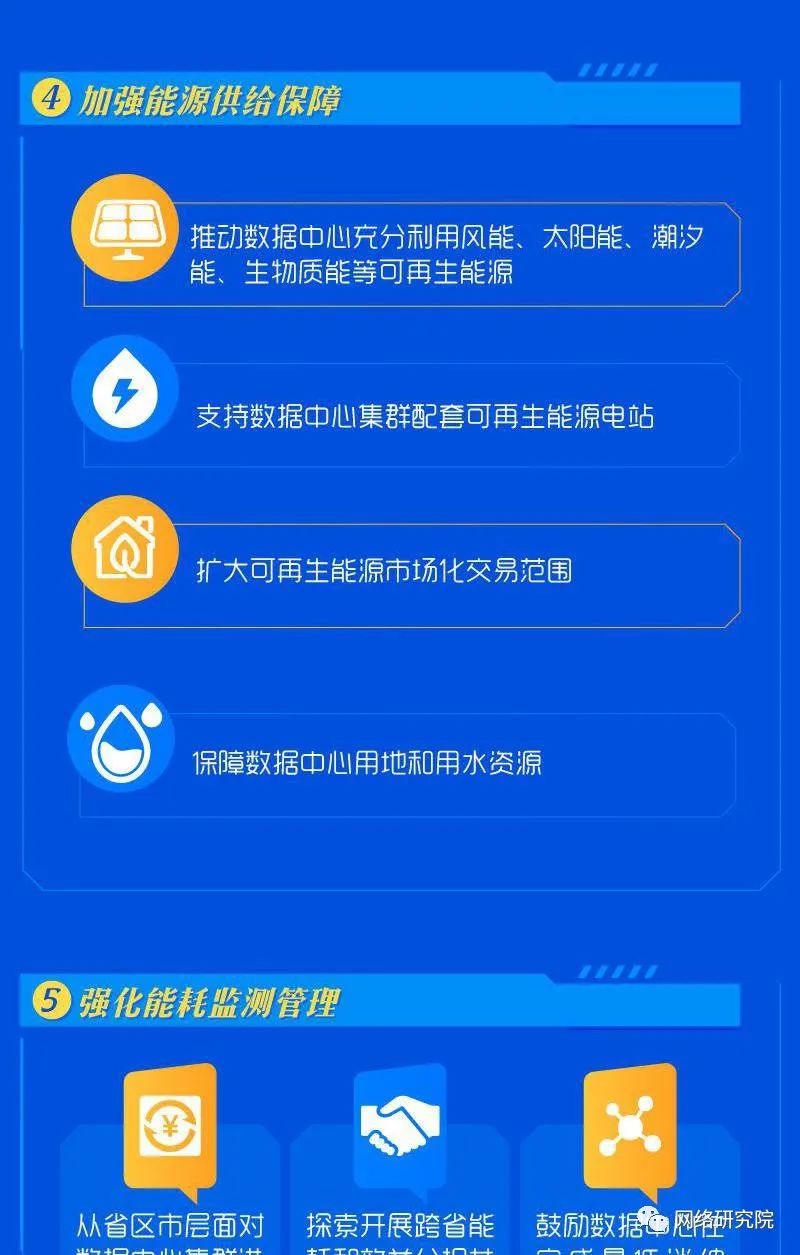 4 加强能源供给保障
推动数据中心充分利用风能、太阳能、潮汐
能、生物质能等可再生能源
支持数据中心集群配套可再生能源电站
扩大可再生能源市场化交易范围
保障数据中心用地和用水资源
5 强化能耗监测管理
¥
从省区市层面对
探索开展跨省能
鼓励数据中心在
网络研究院